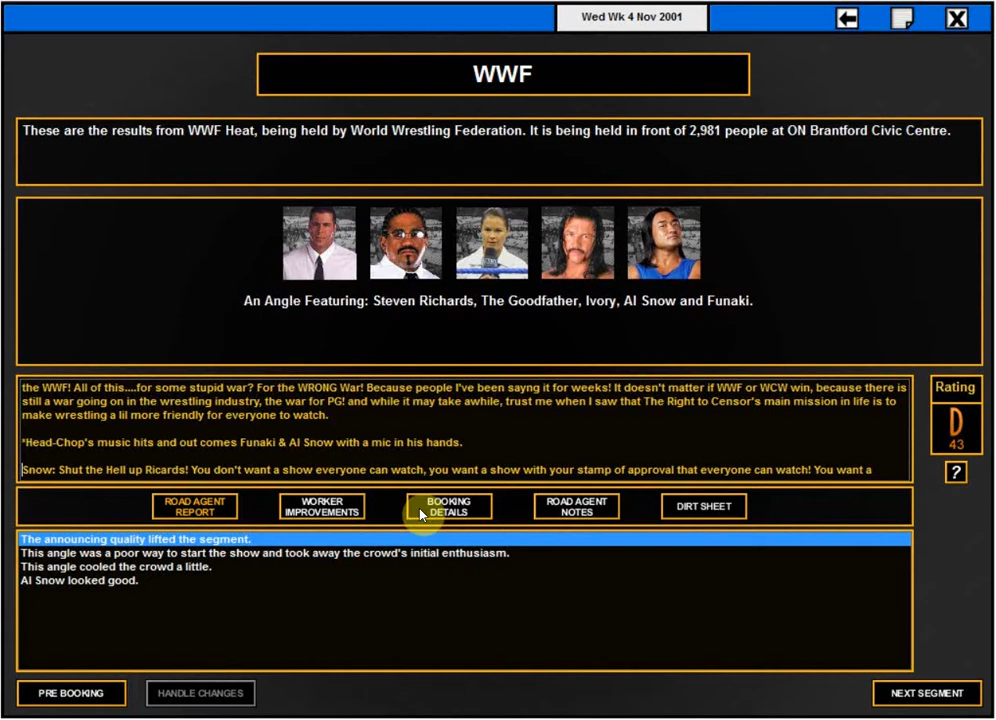 Wed Wk 4 Nov 2001
WWF
These are the results from WWF Heat, being held by World Wrestling Federation. It is being held in front of 2,981 people at ON Brantford Civic Centre.
An Angle Featuring: Steven Richards, The Goodfather, Ivory, Al Snow and Funaki.
the WWF! All of this....for some stupid war? For the WRONG War! Because people I've been sayng it for weeks! It doesn't matter if WWF or WCW win, because there is
still a war going on in the wrestling industry, the war for PG! and while it may take awhile, trust me when I saw that The Right to Censor's main mission in life is to
make wrestling a lil more friendly for everyone to watch.
*Head-Chop's music hits and out comes Funaki & Al Snow with a mic in his hands.
Snow: Shut the Hell up Ricards! You don't want a show everyone can watch, you want a show with your stamp of approval that everyone can watch! You want a
Rating
D
43
?
ROAD AGENT
REPORT
WORKER
IMPROVEMENTS
BOOKING
DETAILS
ROAD AGENT
NOTES
DIRT SHEET
The announcing quality lifted the segment.
This angle was a poor way to start the show and took away the crowd's initial enthusiasm.
This angle cooled the crowd a little.
Al Snow looked good.
PRE BOOKING
HANDLE CHANGES
NEXT SEGMENT